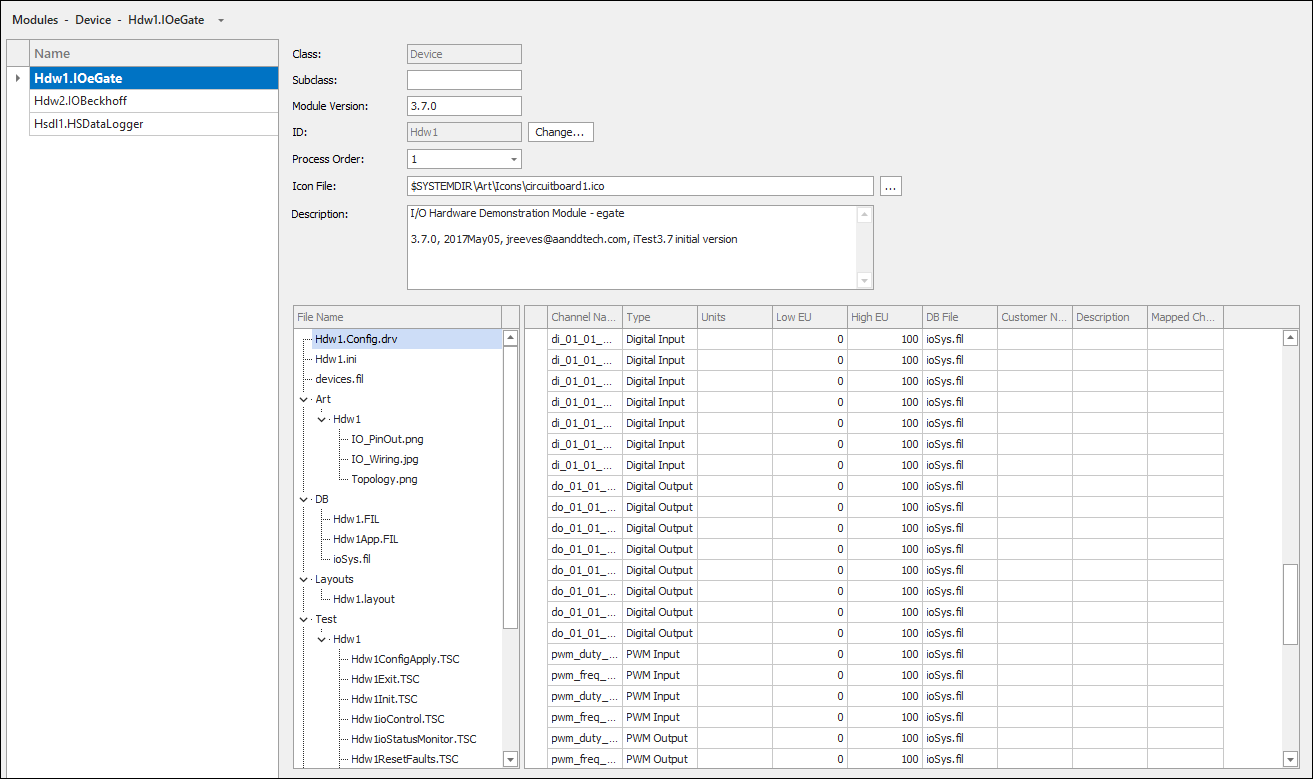 Modules - Device - Hdw1.IOeGate
Name
Hdw1.IOeGate
Hdw2.IOBeckhoff
Hsdl1.HSDataLogger
Class: Device
Subclass:
Module Version: 3.7.0
ID: Hdw1 Change...
Process Order: 1
Icon File: $SYSTEMDIR\Art\Icons\circuitboard1.ico ...
Description: I/O Hardware Demonstration Module - egate
3.7.0, 2017May05, jreeves@aanddtech.com, iTest3.7 initial version
File Name
Hdw1.Config.drv
Hdw1.ini
devices.fil
Art
Hdw1
IO_PinOut.png
IO_Wiring.jpg
Topology.png
DB
Hdw1.FIL
Hdw1App.FIL
ioSys.fil
Layouts
Hdw1.layout
Test
Hdw1
Hdw1ConfigApply.TSC
Hdw1Exit.TSC
Hdw1Init.TSC
Hdw1ioControl.TSC
Hdw1ioStatusMonitor.TSC
Hdw1ResetFaults.TSC
Channel Na... Type Units Low EU High EU DB File Customer N... Description Mapped Ch...
di_01_01_... Digital Input 0 100 ioSys.fil
di_01_01_... Digital Input 0 100 ioSys.fil
di_01_01_... Digital Input 0 100 ioSys.fil
di_01_01_... Digital Input 0 100 ioSys.fil
di_01_01_... Digital Input 0 100 ioSys.fil
di_01_01_... Digital Input 0 100 ioSys.fil
di_01_01_... Digital Input 0 100 ioSys.fil
do_01_01_... Digital Output 0 100 ioSys.fil
do_01_01_... Digital Output 0 100 ioSys.fil
do_01_01_... Digital Output 0 100 ioSys.fil
do_01_01_... Digital Output 0 100 ioSys.fil
do_01_01_... Digital Output 0 100 ioSys.fil
do_01_01_... Digital Output 0 100 ioSys.fil
do_01_01_... Digital Output 0 100 ioSys.fil
do_01_01_... Digital Output 0 100 ioSys.fil
pwm_duty_... PWM Input 0 100 ioSys.fil
pwm_freq_... PWM Input 0 100 ioSys.fil
pwm_duty_... PWM Input 0 100 ioSys.fil
pwm_freq_... PWM Input 0 100 ioSys.fil
pwm_duty_... PWM Output 0 100 ioSys.fil
pwm_freq_... PWM Output 0 100 ioSys.fil